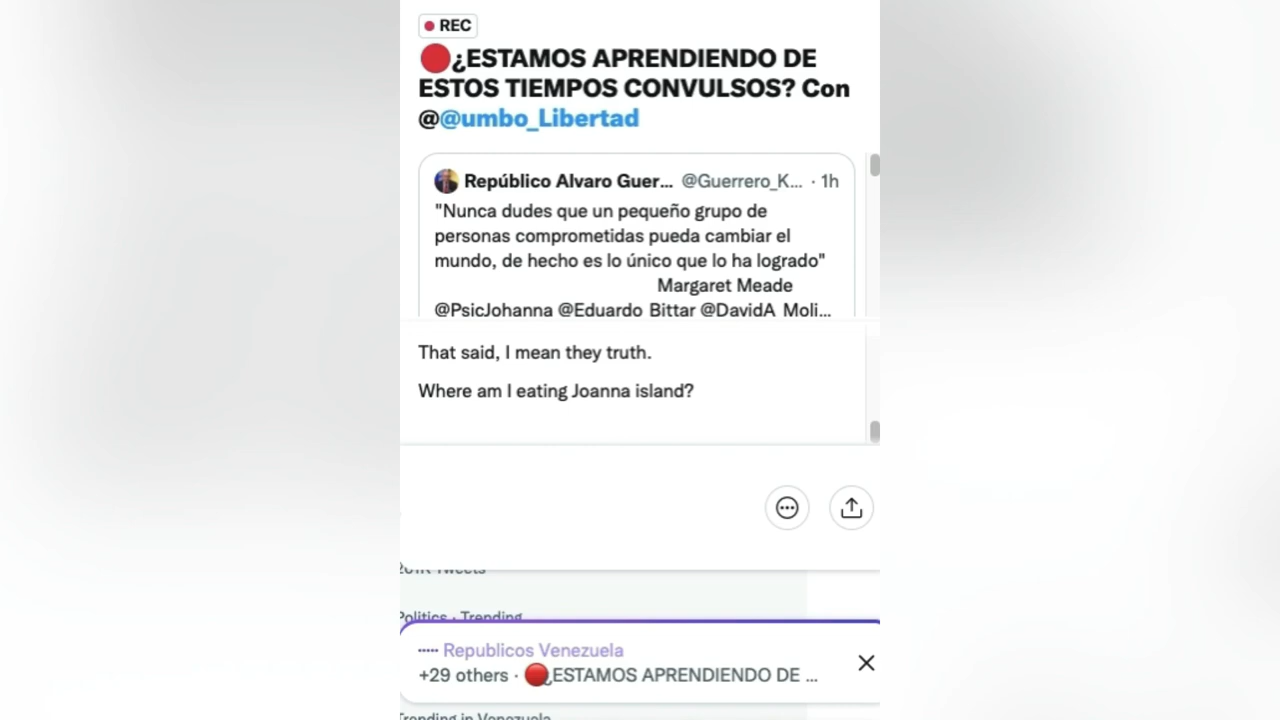 REC
¿ESTAMOS APRENDIENDO DE
ESTOS TIEMPOS CONVULSOS? Con
@@umbo_Libertad
Repúblico Alvaro Guer... @Guerrero_K... · 1h
"Nunca dudes que un pequeño grupo de
personas comprometidas pueda cambiar el
mundo, de hecho es lo único que lo ha logrado"
Margaret Meade
@PsicJohanna @Eduardo_Bittar @DavidA_Moli...
That said, I mean they truth.
Where am I eating Joanna island?
Tweets
Politics · Trending
Republicos Venezuela
+29 others · ¿ESTAMOS APRENDIENDO DE ...
Trending in Venezuela